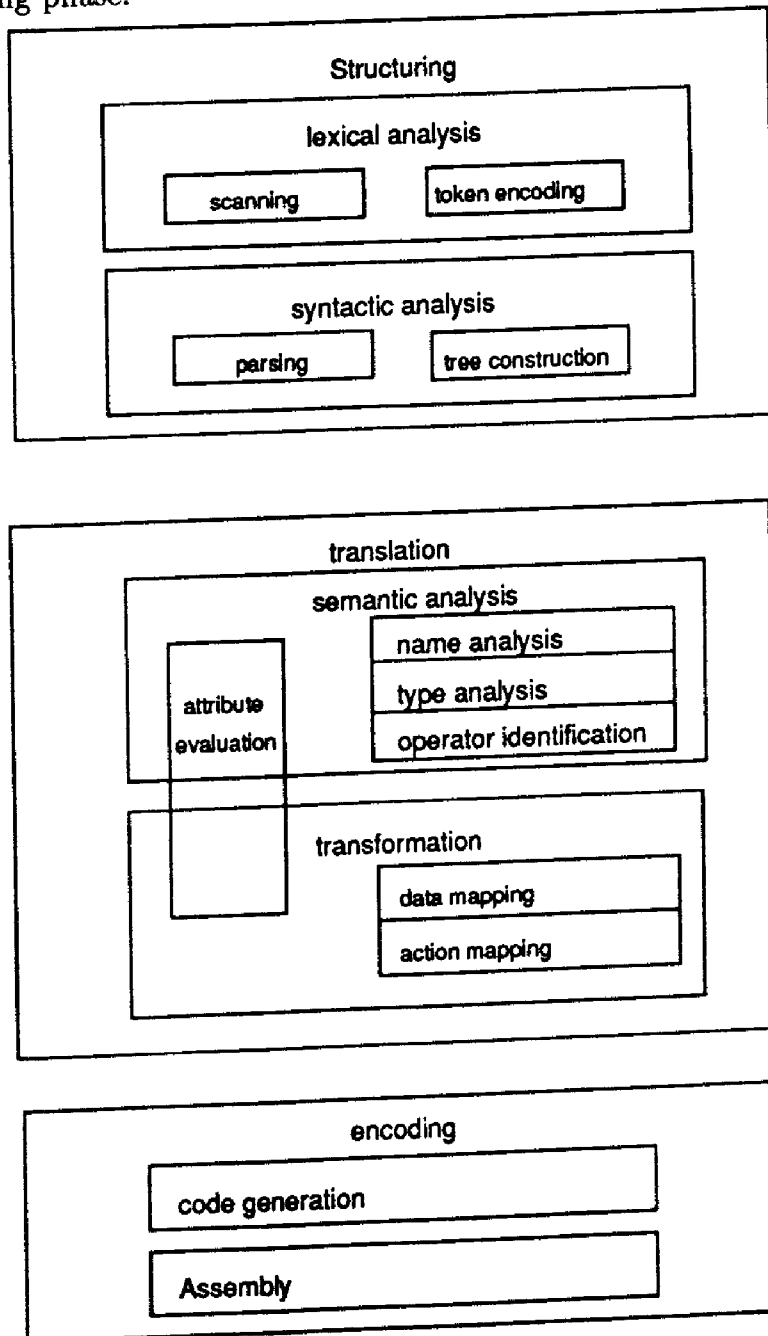 ng phase.
Structuring
lexical analysis
scanning
token encoding
syntactic analysis
parsing
tree construction
translation
semantic analysis
name analysis
type analysis
operator identification
attribute
evaluation
transformation
data mapping
action mapping
encoding
code generation
Assembly